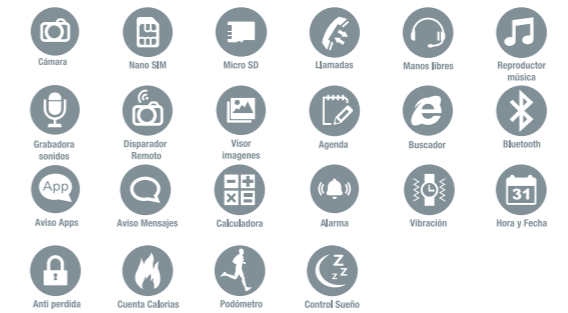 Cámara
Nano SIM
Micro SD
Llamadas
Manos libres
Reproductor
música
Grabadora
sonidos
Disparador
Remoto
Visor
imagenes
Agenda
Buscador
Bluetooth
App
Aviso Apps
Aviso Mensajes
Calculadora
Alarma
Vibración
31
Hora y Fecha
Anti perdida
Cuenta Calorias
Podómetro
z z z
Control Sueño